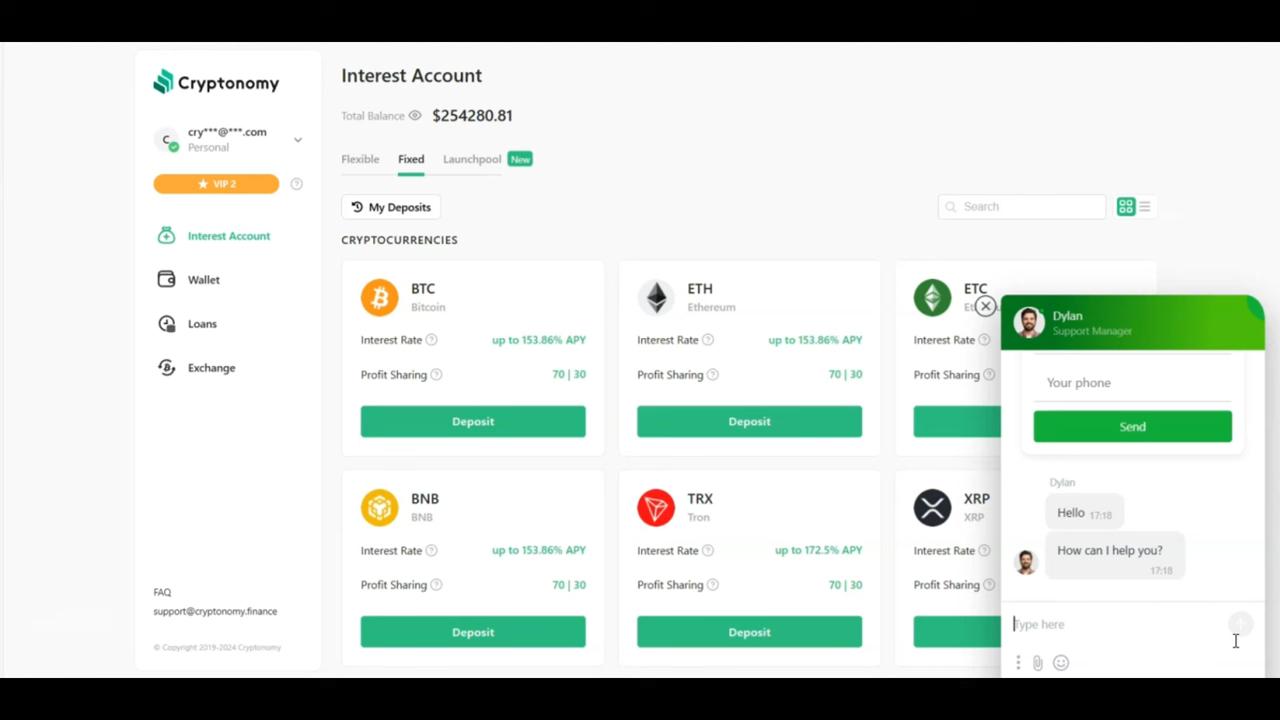 Cryptonomy
cry***@***.com
Personal
VIP 2
Interest Account
Wallet
Loans
Exchange
FAQ
support@cryptonomy.finance
© Copyright 2019-2024 Cryptonomy
Interest Account
Total Balance $254280.81
Flexible Fixed Launchpool New
My Deposits
Search
CRYPTOCURRENCIES
BTC
Bitcoin
Interest Rate up to 153.86% APY
Profit Sharing 70 | 30
Deposit
ETH
Ethereum
Interest Rate up to 153.86% APY
Profit Sharing 70 | 30
Deposit
ETC
Interest Rate
Profit Sharing
BNB
BNB
Interest Rate up to 153.86% APY
Profit Sharing 70 | 30
Deposit
TRX
Tron
Interest Rate up to 172.5% APY
Profit Sharing 70 | 30
Deposit
XRP
XRP
Interest Rate
Profit Sharing
Dylan
Support Manager
Your phone
Send
Dylan
Hello 17:18
How can I help you?
17:18
Type here